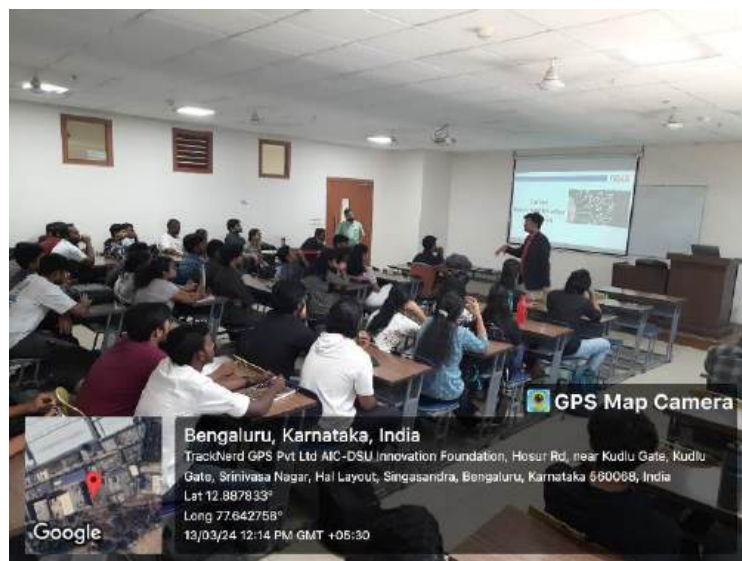 GPS Map Camera
Bengaluru, Karnataka, India
TrackNerd GPS Pvt Ltd AIC-DSU Innovation Foundation, Hosur Rd, near Kudlu Gate, Kudlu
Gate, Srinivasa Nagar, Hal Layout, Singasandra, Bengaluru, Karnataka 560068, India
Lat 12.887833°
Long 77.642758°
13/03/24 12:14 PM GMT +05:30
Google